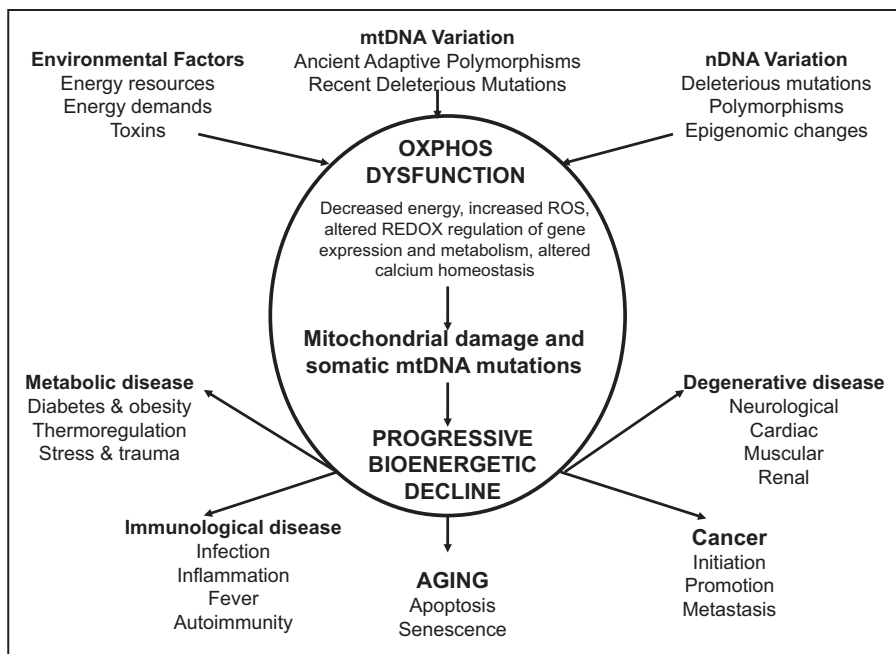 mtDNA Variation
Ancient Adaptive Polymorphisms
Recent Deleterious Mutations
Environmental Factors
Energy resources
Energy demands
Toxins
nDNA Variation
Deleterious mutations
Polymorphisms
Epigenomic changes
OXPHOS
DYSFUNCTION
Decreased energy, increased ROS,
altered REDOX regulation of gene
expression and metabolism, altered
calcium homeostasis
Mitochondrial damage and
somatic mtDNA mutations
PROGRESSIVE
BIOENERGETIC
DECLINE
Metabolic disease
Diabetes & obesity
Thermoregulation
Stress & trauma
Degenerative disease
Neurological
Cardiac
Muscular
Renal
Immunological disease
Infection
Inflammation
Fever
Autoimmunity
AGING
Apoptosis
Senescence
Cancer
Initiation
Promotion
Metastasis